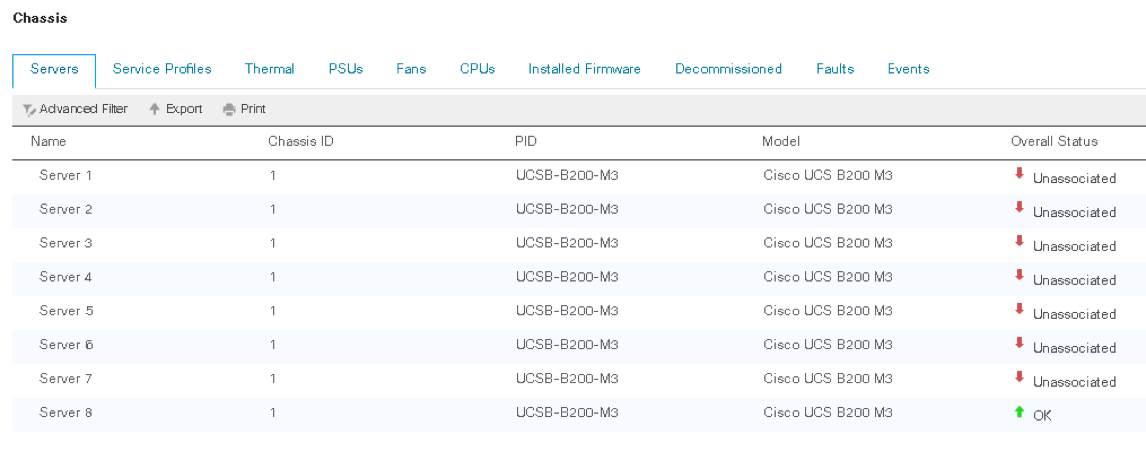 Chassis
Servers Service Profiles Thermal PSUs Fans CPUs Installed Firmware Decommissioned Faults Events
Advanced Filter Export Print
Name Chassis ID PID Model Overall Status
Server 1 1 UCSB-B200-M3 Cisco UCS B200 M3 Unassociated
Server 2 1 UCSB-B200-M3 Cisco UCS B200 M3 Unassociated
Server 3 1 UCSB-B200-M3 Cisco UCS B200 M3 Unassociated
Server 4 1 UCSB-B200-M3 Cisco UCS B200 M3 Unassociated
Server 5 1 UCSB-B200-M3 Cisco UCS B200 M3 Unassociated
Server 6 1 UCSB-B200-M3 Cisco UCS B200 M3 Unassociated
Server 7 1 UCSB-B200-M3 Cisco UCS B200 M3 Unassociated
Server 8 1 UCSB-B200-M3 Cisco UCS B200 M3 OK